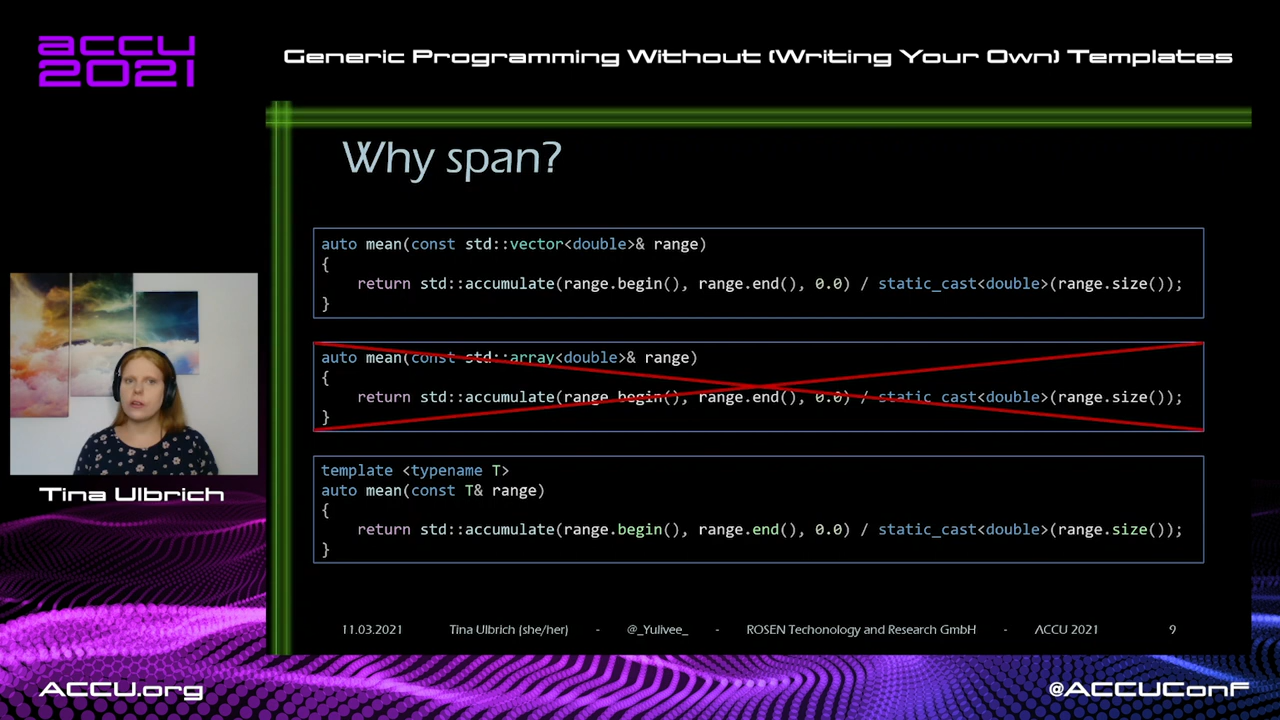 accu
2021
Generic Programming Without (Writing Your Own) Templates
Why span?
auto mean(const std::vector<double>& range)
{
    return std::accumulate(range.begin(), range.end(), 0.0) / static_cast<double>(range.size());
}
auto mean(const std::array<double>& range)
{
    return std::accumulate(range.begin(), range.end(), 0.0) / static_cast<double>(range.size());
}
template <typename T>
auto mean(const T& range)
{
    return std::accumulate(range.begin(), range.end(), 0.0) / static_cast<double>(range.size());
}
Tina Ulbrich
11.03.2021 Tina Ulbrich (she/her) - @_Yulivee_ - ROSEN Techonology and Research GmbH - ACCU 2021 9
ACCU.org
@ACCUConf